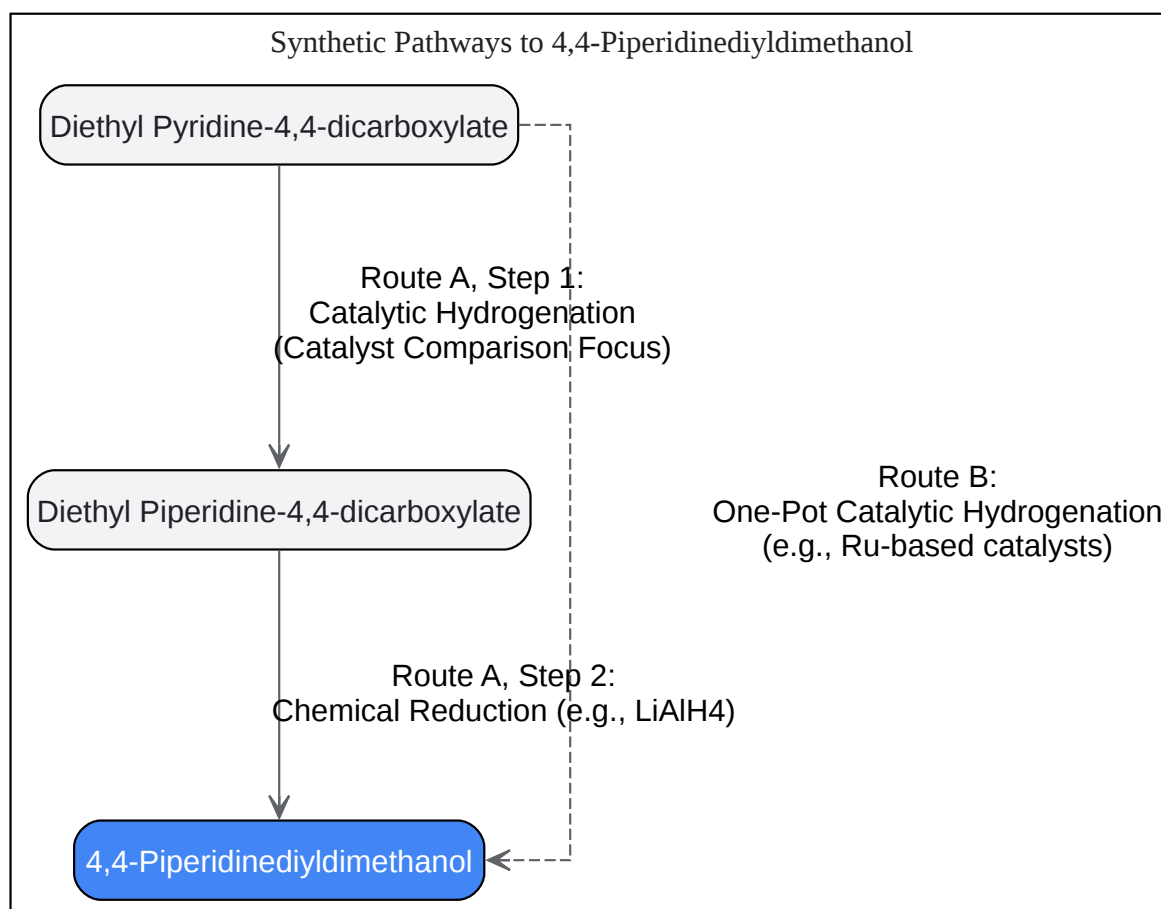 Synthetic Pathways to 4,4-Piperidinediyldimethanol
Diethyl Pyridine-4,4-dicarboxylate
Route A, Step 1:
Catalytic Hydrogenation
(Catalyst Comparison Focus)
Diethyl Piperidine-4,4-dicarboxylate
Route B:
One-Pot Catalytic Hydrogenation
(e.g., Ru-based catalysts)
Route A, Step 2:
Chemical Reduction (e.g., LiAlH4)
4,4-Piperidinediyldimethanol